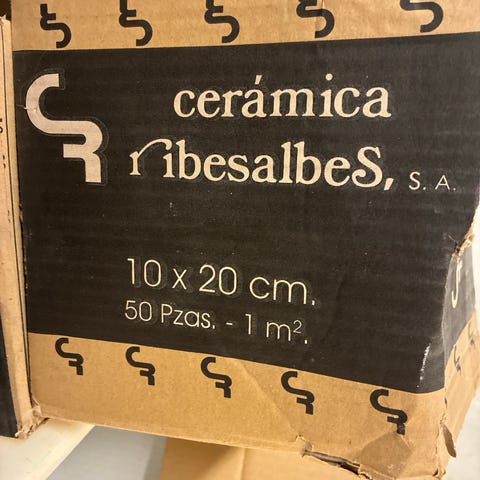 cerámica
ribesalbes, S. A.
10 x 20 cm.
50 Pzas. - 1 m².